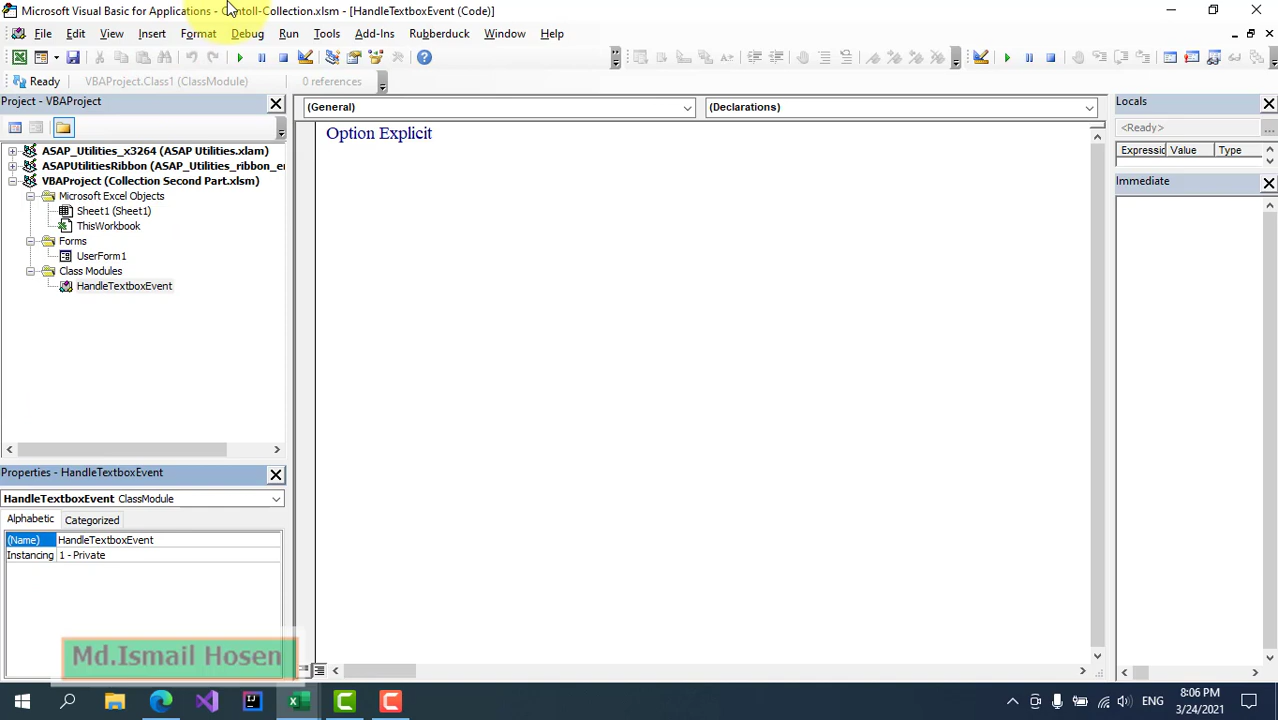 Microsoft Visual Basic for Applications - Contoll-Collection.xlsm - [HandleTextboxEvent (Code)]
File Edit View Insert Format Debug Run Tools Add-Ins Rubberduck Window Help
Ready VBAProject.Class1 (ClassModule) 0 references
Project - VBAProject
(General) (Declarations)
Locals
<Ready> ...
Expressic Value Type
ASAP_Utilities_x3264 (ASAP Utilities.xlam)
ASAPUtilitiesRibbon (ASAP_Utilities_ribbon_e
VBAProject (Collection Second Part.xlsm)
Microsoft Excel Objects
Sheet1 (Sheet1)
ThisWorkbook
Forms
UserForm1
Class Modules
HandleTextboxEvent
Option Explicit
Immediate
Properties - HandleTextboxEvent
HandleTextboxEvent ClassModule
Alphabetic Categorized
(Name) HandleTextboxEvent
Instancing 1 - Private
Md.Ismail Hosen
ENG
8:06 PM
3/24/2021